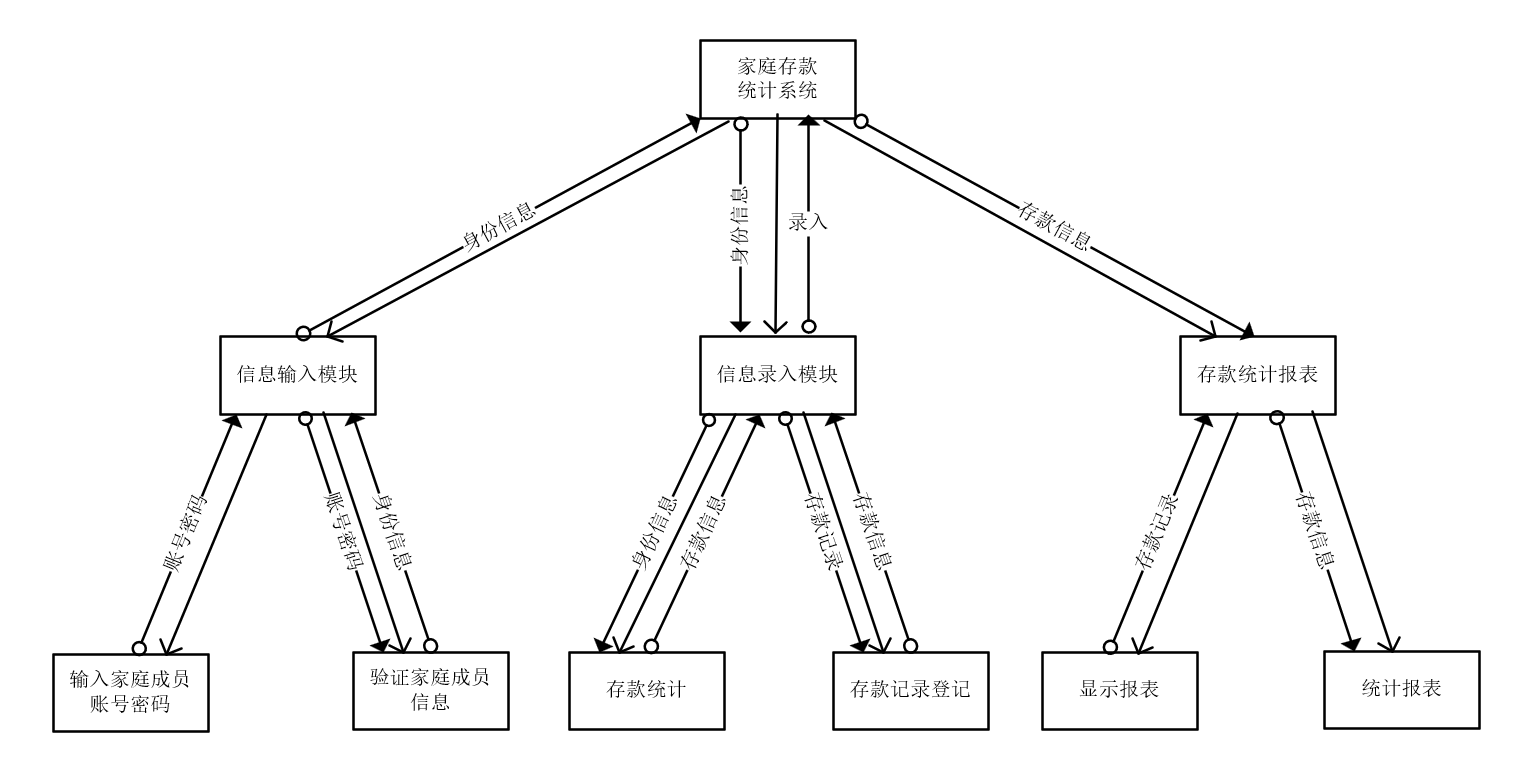 家庭存款
统计系统
身份信息
身份信息
录入
存款信息
信息输入模块
信息录入模块
存款统计报表
账号密码
账号密码
身份信息
身份信息
存款信息
存款记录
存款信息
存款记录
存款信息
输入家庭成员
账号密码
验证家庭成员
信息
存款统计
存款记录登记
显示报表
统计报表